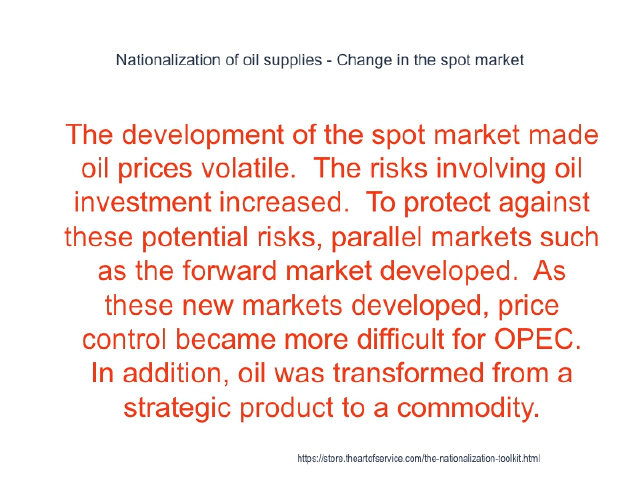 Nationalization of oil supplies - Change in the spot market
The development of the spot market made
oil prices volatile.  The risks involving oil
investment increased.  To protect against
these potential risks, parallel markets such
as the forward market developed.  As
these new markets developed, price
control became more difficult for OPEC.
In addition, oil was transformed from a
strategic product to a commodity.
https://store.theartofservice.com/the-nationalization-toolkit.html